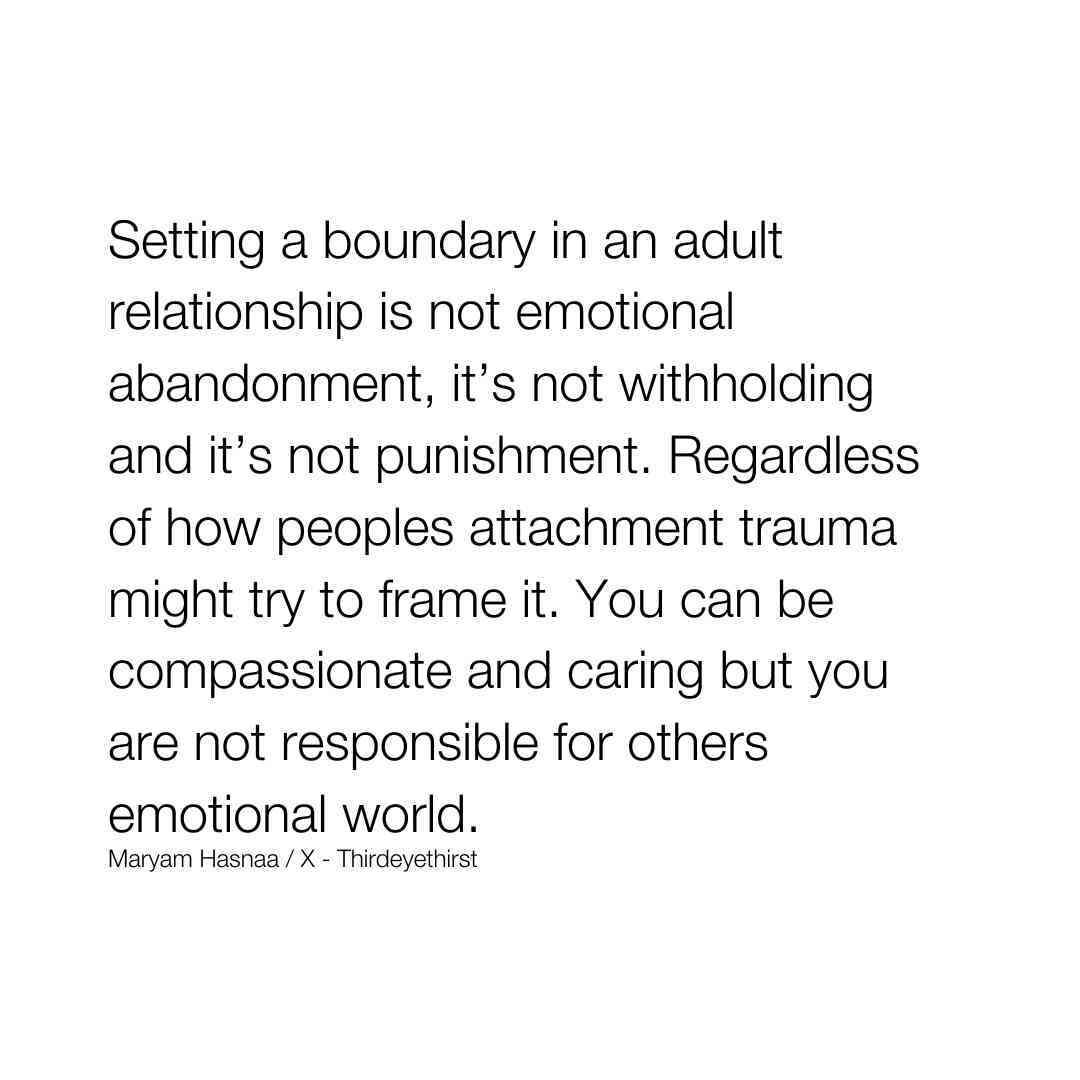 Setting a boundary in an adult
relationship is not emotional
abandonment, it’s not withholding
and it’s not punishment. Regardless
of how peoples attachment trauma
might try to frame it. You can be
compassionate and caring but you
are not responsible for others
emotional world.
Maryam Hasnaa / X - Thirdeyethirst